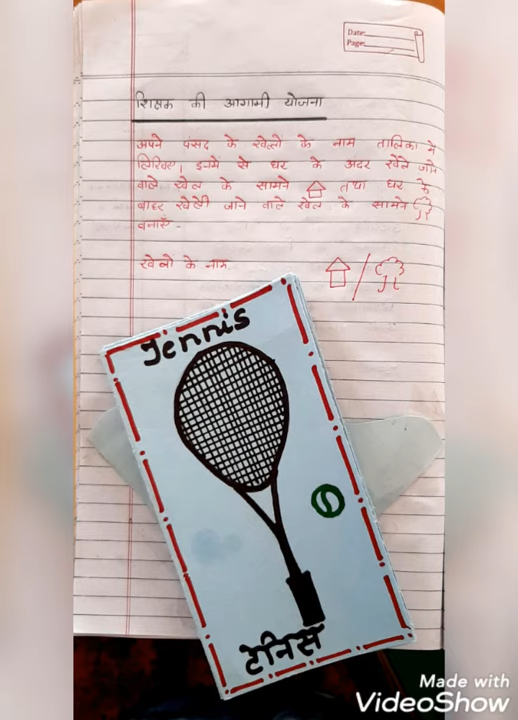 Date:
Page:
शिक्षक की आगामी योजना
अपने पंसद के खेलों के नाम तालिका में
लिखिए। इनमें से घर के अंदर खेले जाने
वाले खेल के सामने तथा घर के
बाहर खेले जाने वाले खेल के सामने
बनाएँ
खेलों के नाम
/
Tennis
टेनिस
Made with
VideoShow